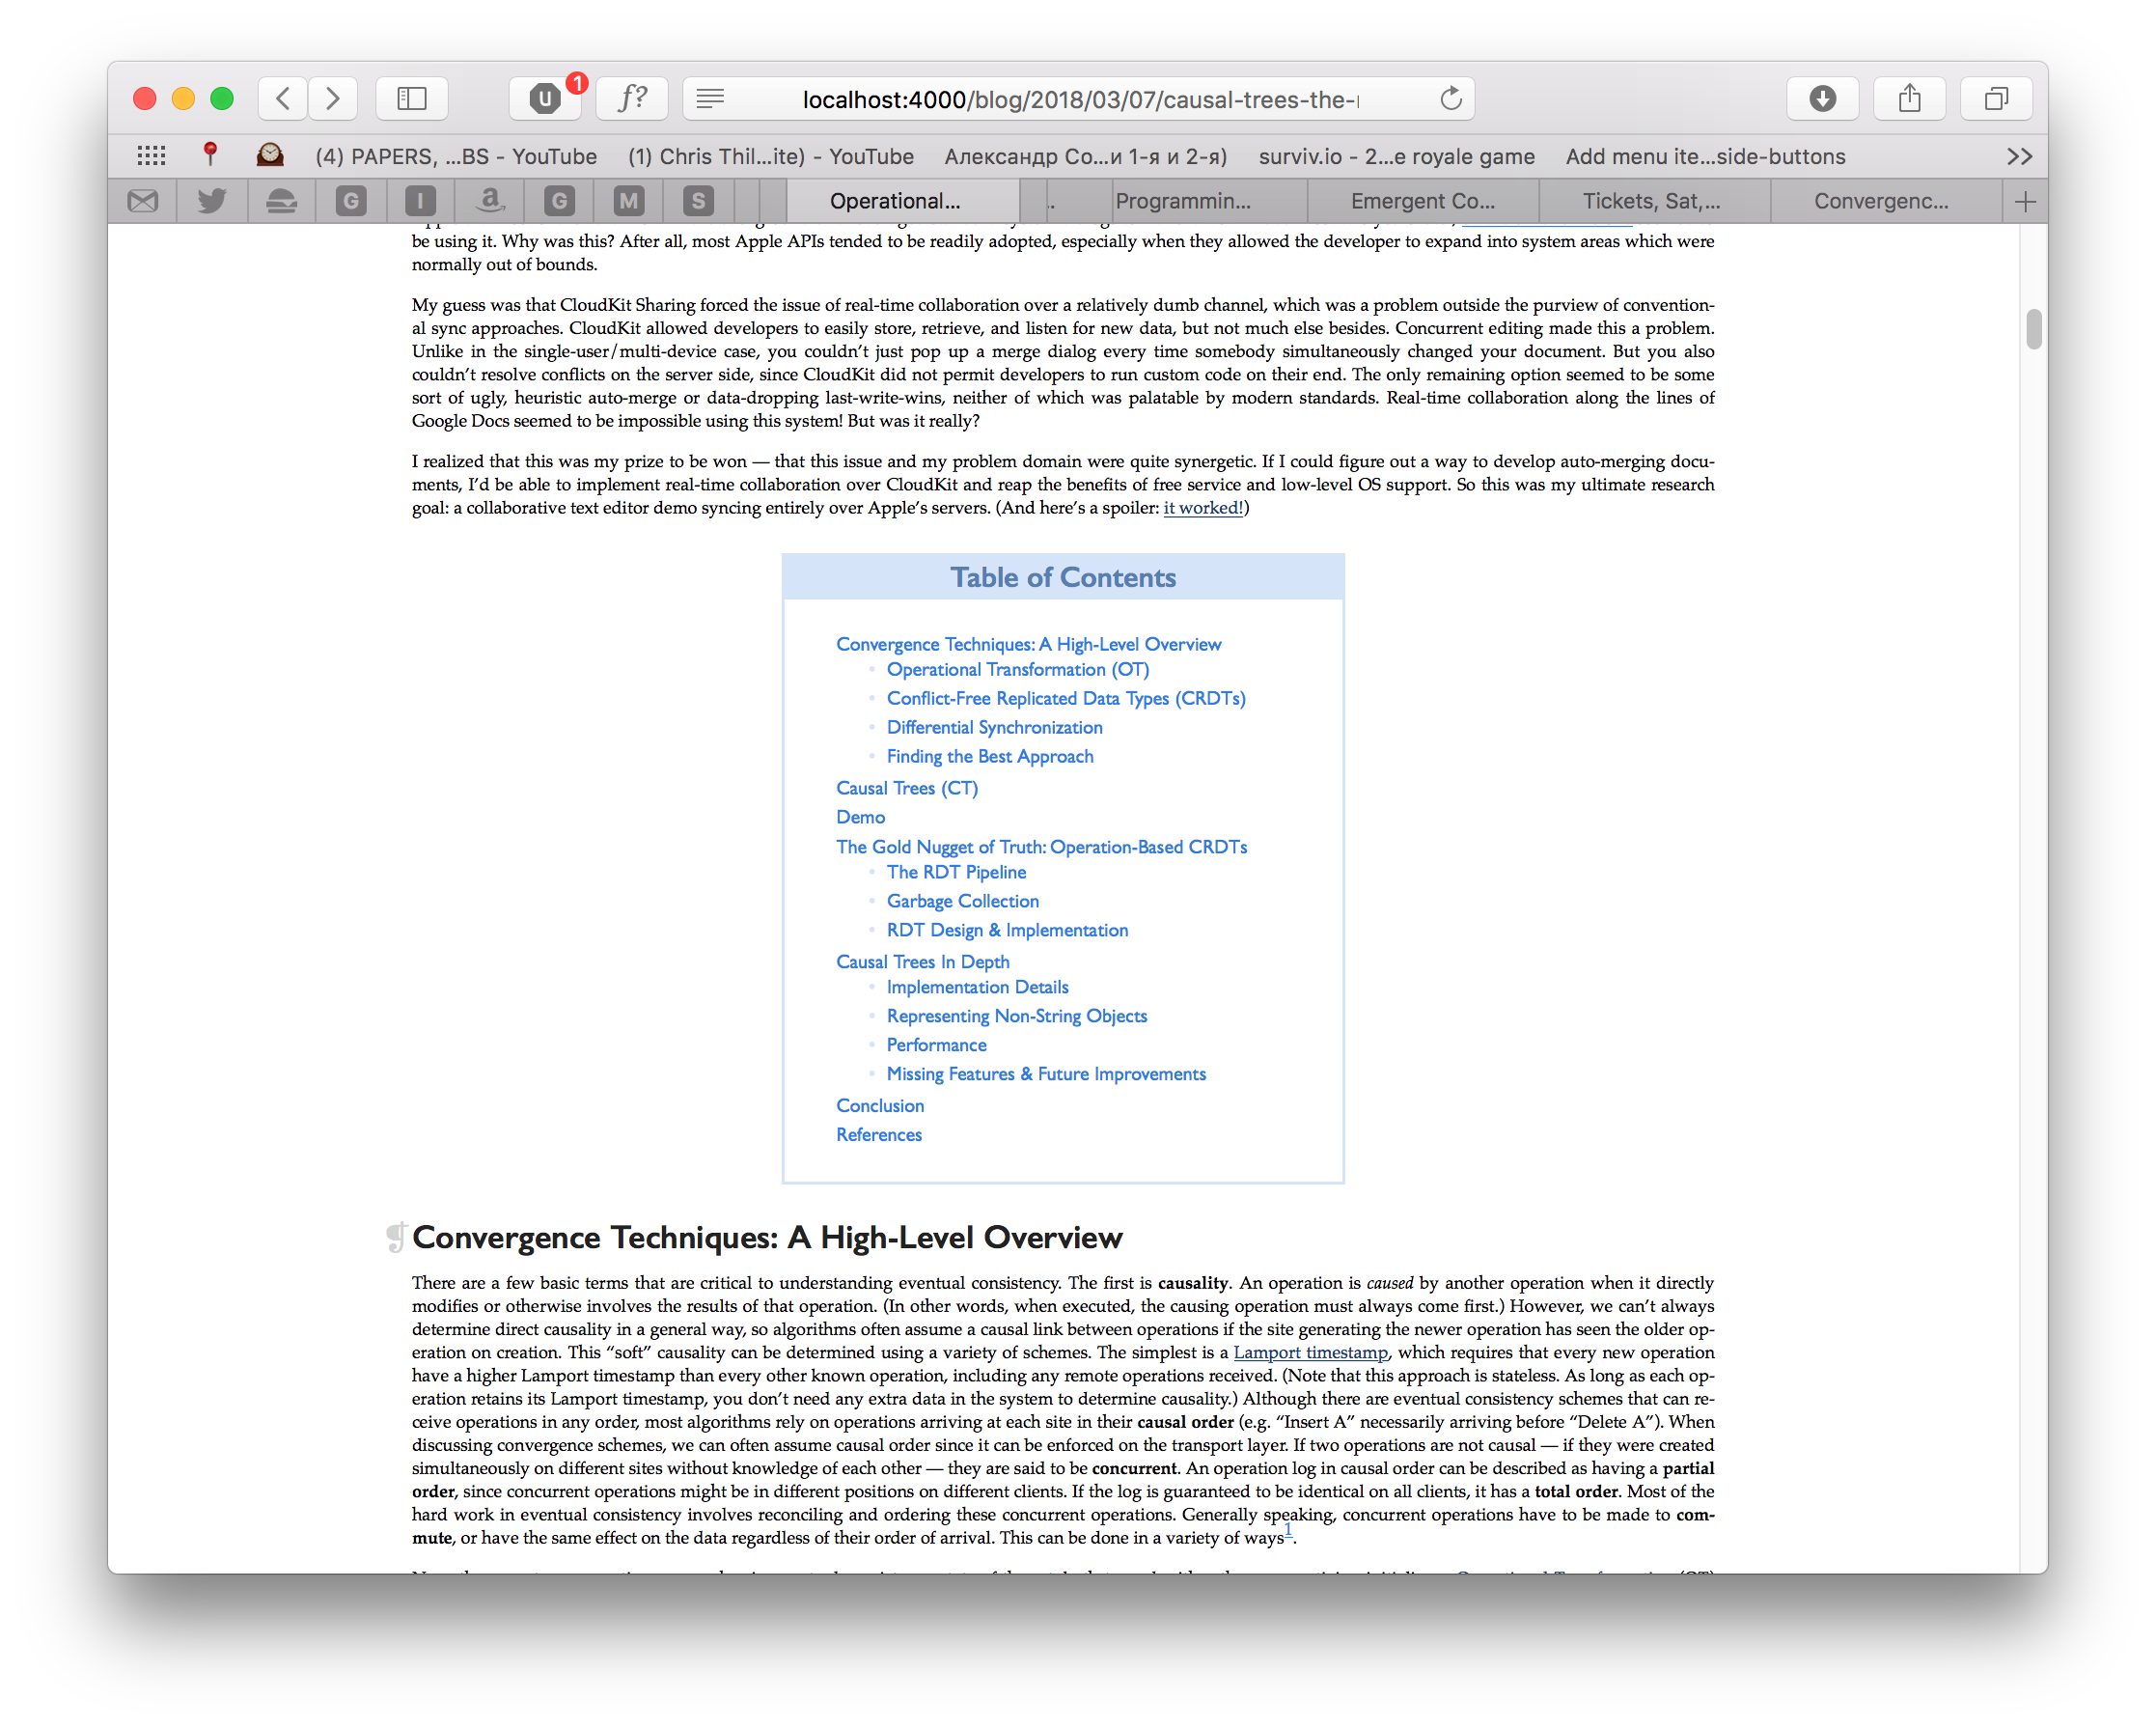 U
1
f?
localhost:4000/blog/2018/03/07/causal-trees-the-
(4) PAPERS, ...BS - YouTube
(1) Chris Thil...ite) - YouTube
Александр Со...и 1-я и 2-я)
surviv.io - 2...e royale game
Add menu ite...side-buttons
>>
G
I
a
G
M
S
Operational...
..
Programmin...
Emergent Co...
Tickets, Sat,...
Convergenc...
be using it. Why was this? After all, most Apple APIs tended to be readily adopted, especially when they allowed the developer to expand into system areas which were
normally out of bounds.
My guess was that CloudKit Sharing forced the issue of real-time collaboration over a relatively dumb channel, which was a problem outside the purview of convention-
al sync approaches. CloudKit allowed developers to easily store, retrieve, and listen for new data, but not much else besides. Concurrent editing made this a problem.
Unlike in the single-user/multi-device case, you couldn’t just pop up a merge dialog every time somebody simultaneously changed your document. But you also
couldn’t resolve conflicts on the server side, since CloudKit did not permit developers to run custom code on their end. The only remaining option seemed to be some
sort of ugly, heuristic auto-merge or data-dropping last-write-wins, neither of which was palatable by modern standards. Real-time collaboration along the lines of
Google Docs seemed to be impossible using this system! But was it really?
I realized that this was my prize to be won — that this issue and my problem domain were quite synergetic. If I could figure out a way to develop auto-merging docu-
ments, I’d be able to implement real-time collaboration over CloudKit and reap the benefits of free service and low-level OS support. So this was my ultimate research
goal: a collaborative text editor demo syncing entirely over Apple’s servers. (And here’s a spoiler: it worked!)
Table of Contents
Convergence Techniques: A High-Level Overview
• Operational Transformation (OT)
• Conflict-Free Replicated Data Types (CRDTs)
• Differential Synchronization
• Finding the Best Approach
Causal Trees (CT)
Demo
The Gold Nugget of Truth: Operation-Based CRDTs
• The RDT Pipeline
• Garbage Collection
• RDT Design & Implementation
Causal Trees In Depth
• Implementation Details
• Representing Non-String Objects
• Performance
• Missing Features & Future Improvements
Conclusion
References
¶ Convergence Techniques: A High-Level Overview
There are a few basic terms that are critical to understanding eventual consistency. The first is causality. An operation is caused by another operation when it directly
modifies or otherwise involves the results of that operation. (In other words, when executed, the causing operation must always come first.) However, we can’t always
determine direct causality in a general way, so algorithms often assume a causal link between operations if the site generating the newer operation has seen the older op-
eration on creation. This “soft” causality can be determined using a variety of schemes. The simplest is a Lamport timestamp, which requires that every new operation
have a higher Lamport timestamp than every other known operation, including any remote operations received. (Note that this approach is stateless. As long as each op-
eration retains its Lamport timestamp, you don’t need any extra data in the system to determine causality.) Although there are eventual consistency schemes that can re-
ceive operations in any order, most algorithms rely on operations arriving at each site in their causal order (e.g. “Insert A” necessarily arriving before “Delete A”). When
discussing convergence schemes, we can often assume causal order since it can be enforced on the transport layer. If two operations are not causal — if they were created
simultaneously on different sites without knowledge of each other — they are said to be concurrent. An operation log in causal order can be described as having a partial
order, since concurrent operations might be in different positions on different clients. If the log is guaranteed to be identical on all clients, it has a total order. Most of the
hard work in eventual consistency involves reconciling and ordering these concurrent operations. Generally speaking, concurrent operations have to be made to com-
mute, or have the same effect on the data regardless of their order of arrival. This can be done in a variety of ways1.